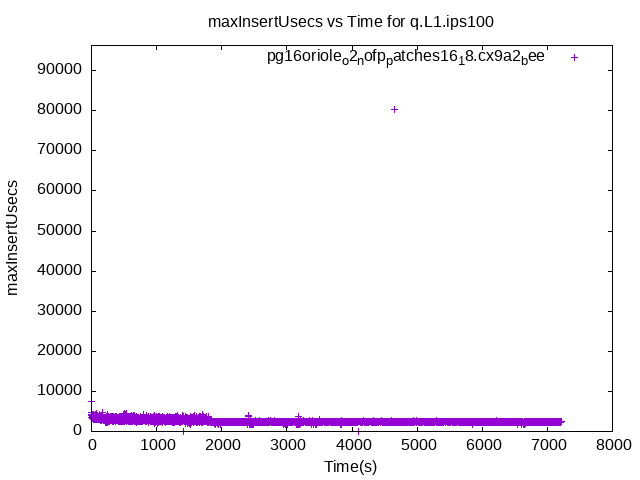 maxInsertUsecs vs Time for q.L1.ips100
pg16oriole_o2_nofp_patches16_18.cx9a2_bee
maxInsertUsecs
90000
80000
70000
60000
50000
40000
30000
20000
10000
0
0 1000 2000 3000 4000 5000 6000 7000 8000
Time(s)